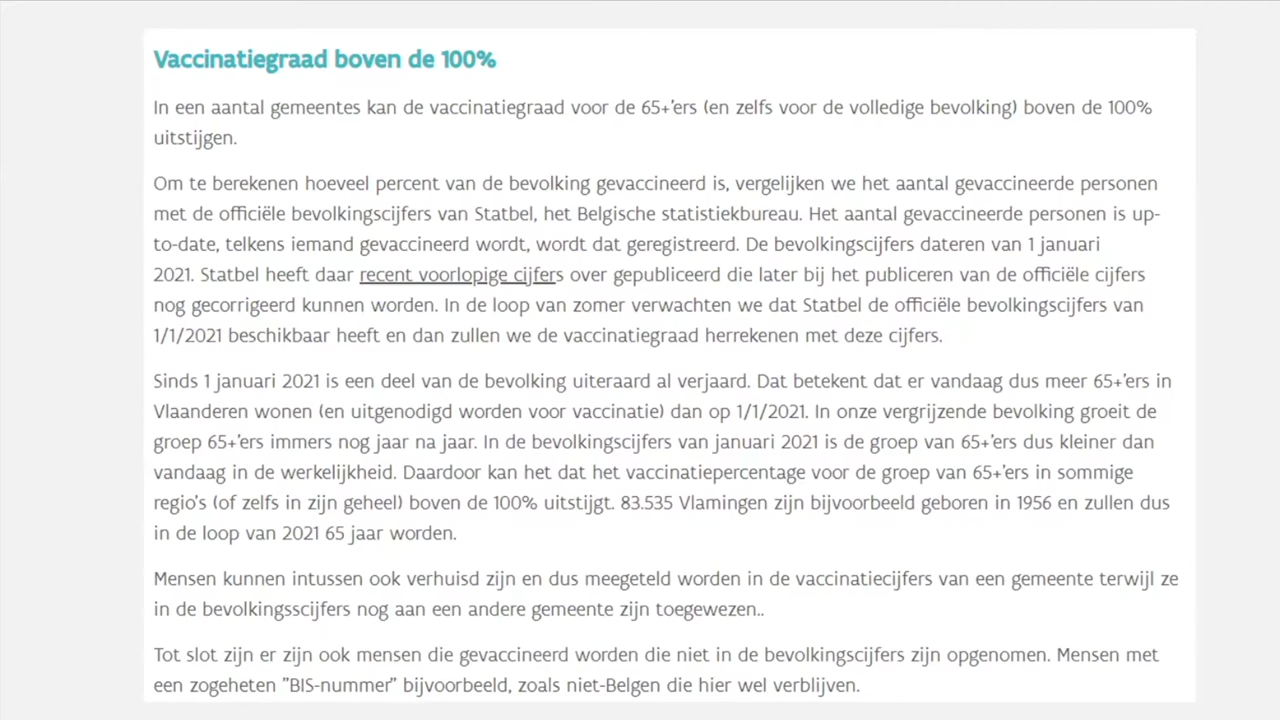 Vaccinatiegraad boven de 100%
In een aantal gemeentes kan de vaccinatiegraad voor de 65+'ers (en zelfs voor de volledige bevolking) boven de 100%
uitstijgen.
Om te berekenen hoeveel percent van de bevolking gevaccineerd is, vergelijken we het aantal gevaccineerde personen
met de officiële bevolkingscijfers van Statbel, het Belgische statistiekbureau. Het aantal gevaccineerde personen is up-
to-date, telkens iemand gevaccineerd wordt, wordt dat geregistreerd. De bevolkingscijfers dateren van 1 januari
2021. Statbel heeft daar recent voorlopige cijfers over gepubliceerd die later bij het publiceren van de officiële cijfers
nog gecorrigeerd kunnen worden. In de loop van zomer verwachten we dat Statbel de officiële bevolkingscijfers van
1/1/2021 beschikbaar heeft en dan zullen we de vaccinatiegraad herrekenen met deze cijfers.
Sinds 1 januari 2021 is een deel van de bevolking uiteraard al verjaard. Dat betekent dat er vandaag dus meer 65+'ers in
Vlaanderen wonen (en uitgenodigd worden voor vaccinatie) dan op 1/1/2021. In onze vergrijzende bevolking groeit de
groep 65+'ers immers nog jaar na jaar. In de bevolkingscijfers van januari 2021 is de groep van 65+'ers dus kleiner dan
vandaag in de werkelijkheid. Daardoor kan het dat het vaccinatiepercentage voor de groep van 65+'ers in sommige
regio's (of zelfs in zijn geheel) boven de 100% uitstijgt. 83.535 Vlamingen zijn bijvoorbeeld geboren in 1956 en zullen dus
in de loop van 2021 65 jaar worden.
Mensen kunnen intussen ook verhuisd zijn en dus meegeteld worden in de vaccinatiecijfers van een gemeente terwijl ze
in de bevolkingsscijfers nog aan een andere gemeente zijn toegewezen..
Tot slot zijn er zijn ook mensen die gevaccineerd worden die niet in de bevolkingscijfers zijn opgenomen. Mensen met
een zogeheten "BIS-nummer" bijvoorbeeld, zoals niet-Belgen die hier wel verblijven.